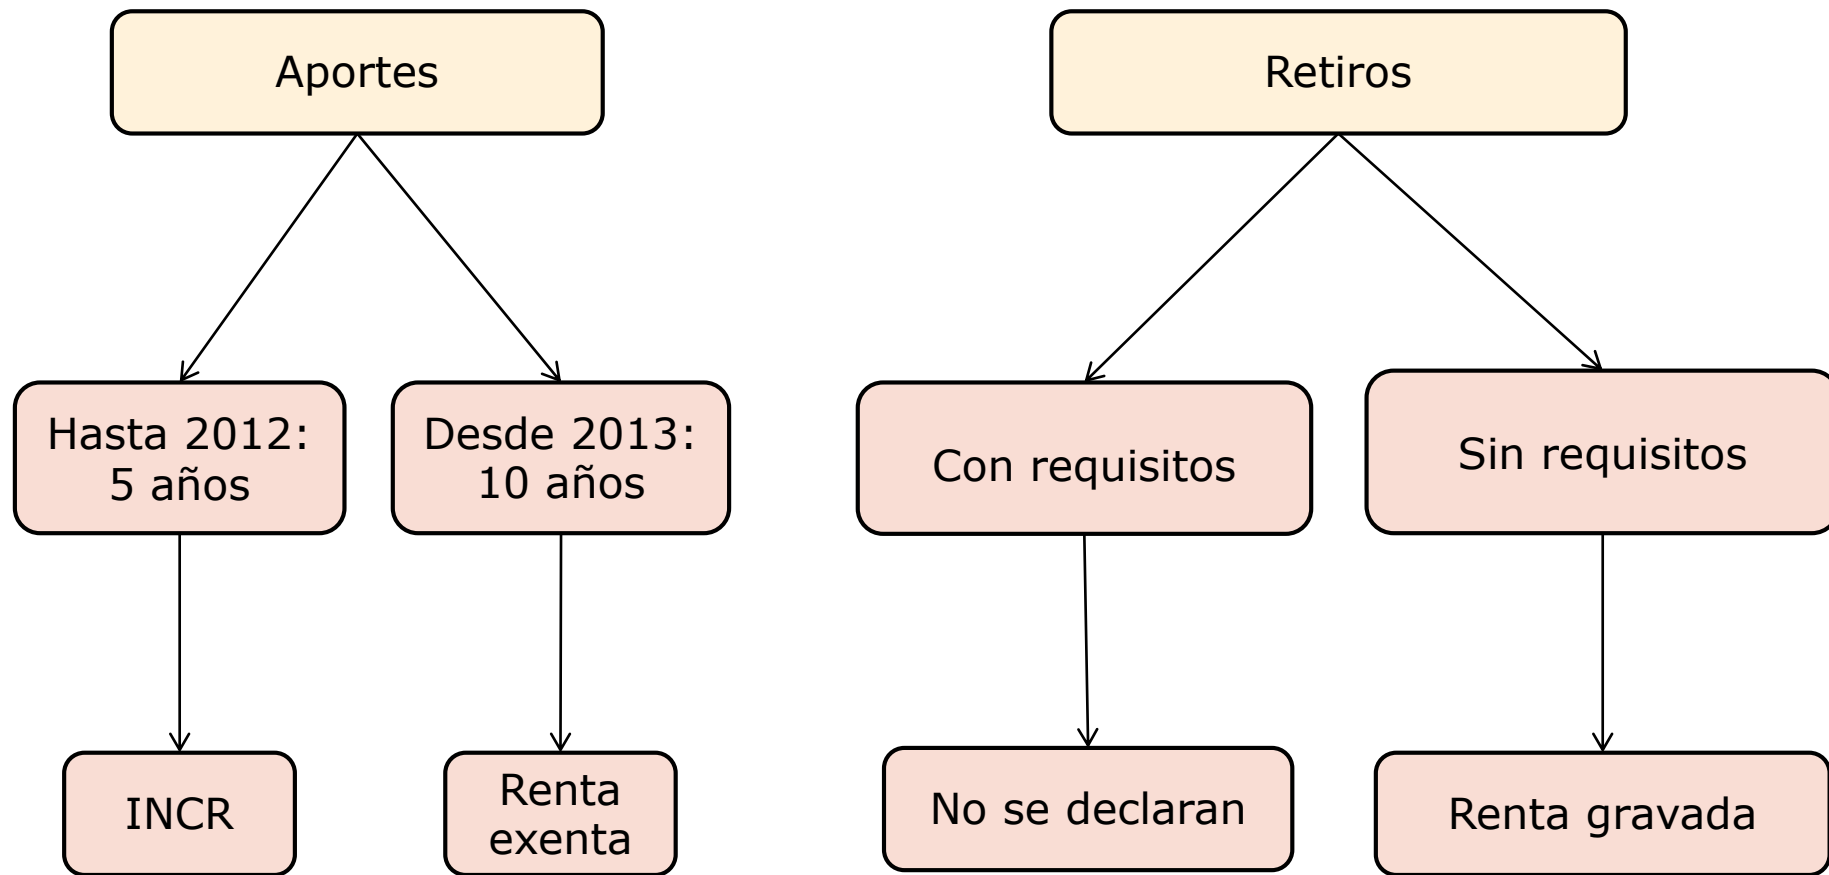 Aportes
Retiros
Hasta 2012:
5 años
Desde 2013:
10 años
Con requisitos
Sin requisitos
INCR
Renta
exenta
No se declaran
Renta gravada